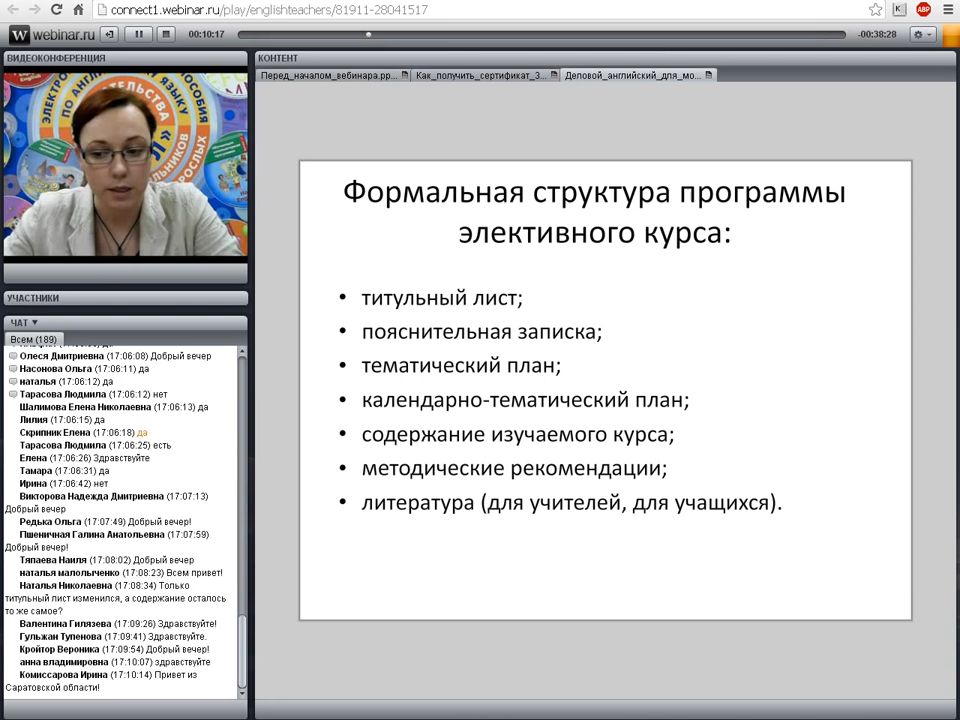 connect1.webinar.ru/play/englishteachers/81911-28041517
K
ABP
W webinar.ru
00:10:17
-00:38:28
ВИДЕОКОНФЕРЕНЦИЯ
ПОСОБИЯ
КОНТЕНТ
Перед_началом_вебинара.pp...
Как_получить_сертификат_З...
Деловой_английский_для_мо...
Формальная структура программы
элективного курса:
• титульный лист;
• пояснительная записка;
• тематический план;
• календарно-тематический план;
• содержание изучаемого курса;
• методические рекомендации;
• литература (для учителей, для учащихся).
УЧАСТНИКИ
ЧАТ ▼
Всем (189)
Олеся Дмитриевна (17:06:08) Добрый вечер
Насонова Ольга (17:06:11) да
наталья (17:06:12) да
Тарасова Людмила (17:06:12) нет
Шалимова Елена Николаевна (17:06:13) да
Лилия (17:06:15) да
Скрипник Елена (17:06:18) да
Тарасова Людмила (17:06:25) есть
Елена (17:06:26) Здравствуйте
Тамара (17:06:31) да
Ирина (17:06:42) нет
Викторова Надежда Дмитриевна (17:07:13)
Добрый вечер
Редька Ольга (17:07:49) Добрый вечер!
Пшеничная Галина Анатольевна (17:07:59)
Добрый вечер!
Тяпаева Наиля (17:08:02) Добрый вечер
наталья малолыченко (17:08:23) Всем привет!
Наталья Николаевна (17:08:34) Только
титульный лист изменился, а содержание осталось
то же самое?
Валентина Гилязева (17:09:26) Здравствуйте!
Гульжан Тупенова (17:09:41) Здравствуйте.
Кройтор Вероника (17:09:54) Добрый вечер!
анна владимировна (17:10:07) здравствуйте
Комиссарова Ирина (17:10:14) Привет из
Саратовской области!